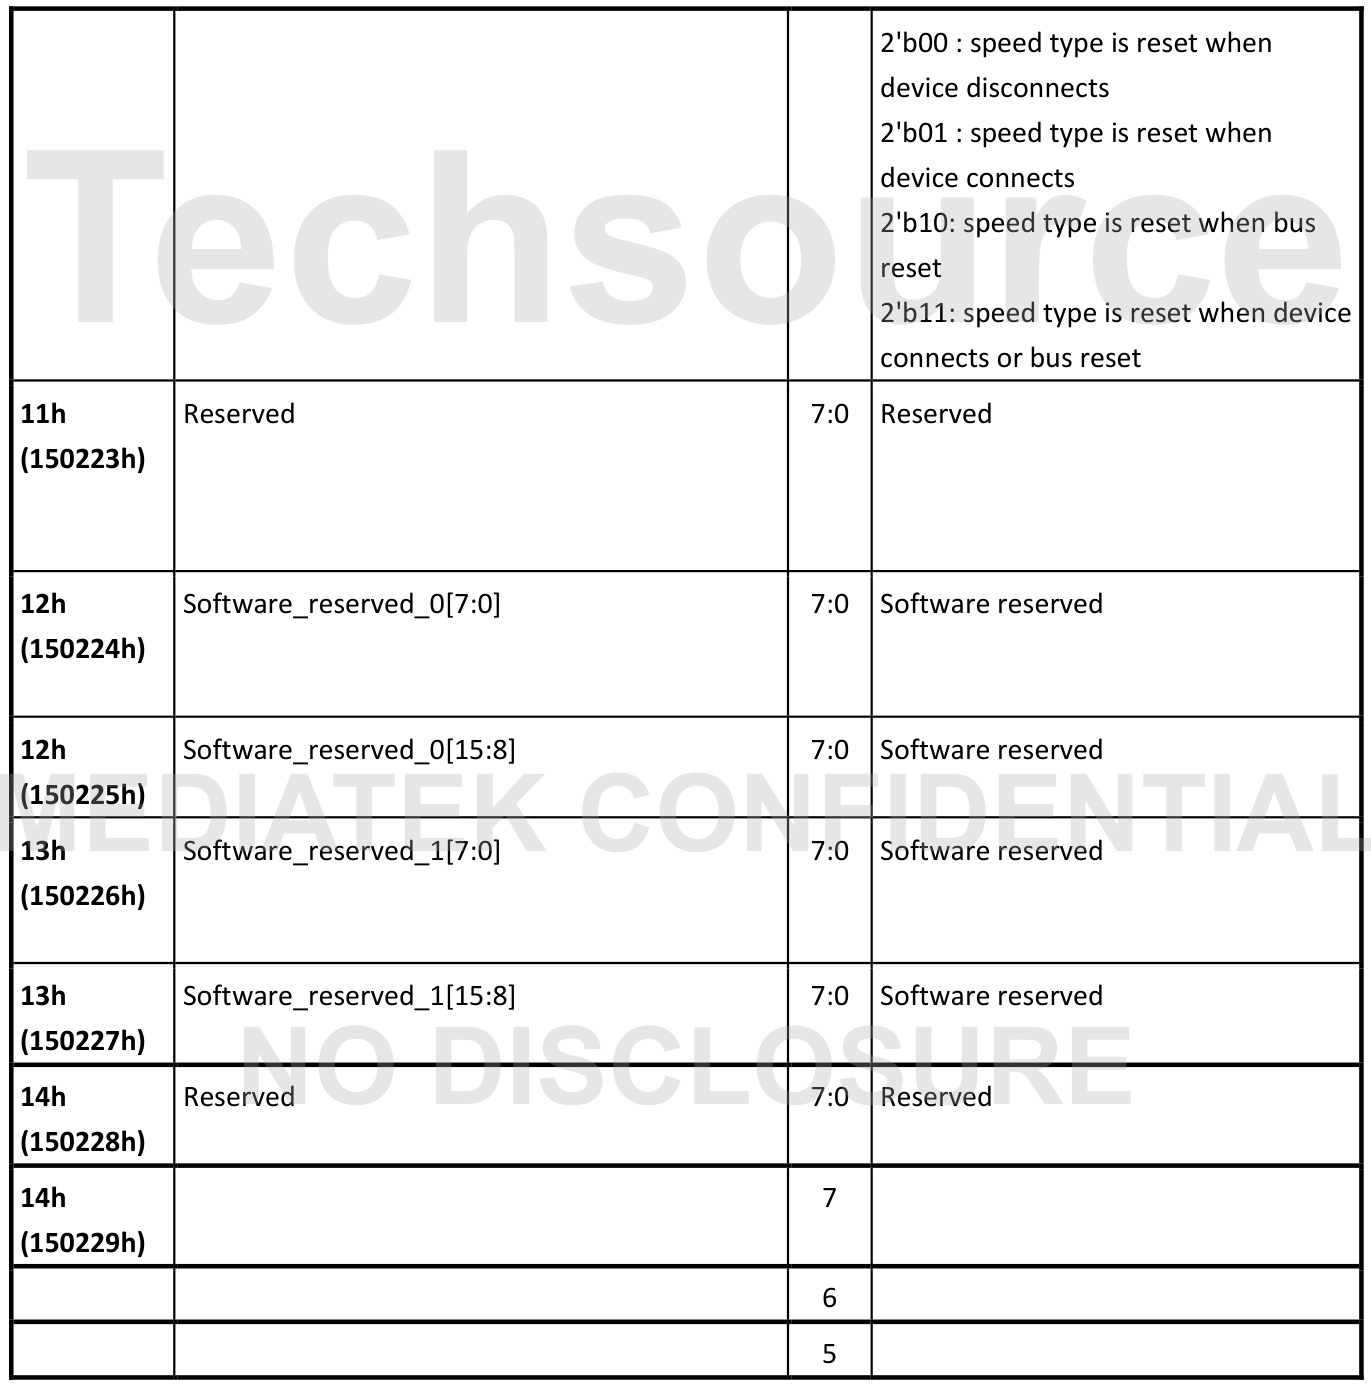 2'b00 : speed type is reset when
device disconnects
2'b01 : speed type is reset when
device connects
2'b10: speed type is reset when bus
reset
2'b11: speed type is reset when device
connects or bus reset
Techsource
11h
(150223h)
Reserved
7:0
Reserved
12h
(150224h)
Software_reserved_0[7:0]
7:0
Software reserved
12h
(150225h)
Software_reserved_0[15:8]
7:0
Software reserved
MEDIATEK CONFIDENTIAL
13h
(150226h)
Software_reserved_1[7:0]
7:0
Software reserved
13h
(150227h)
Software_reserved_1[15:8]
7:0
Software reserved
NO DISCLOSURE
14h
(150228h)
Reserved
7:0
Reserved
14h
(150229h)
7
6
5